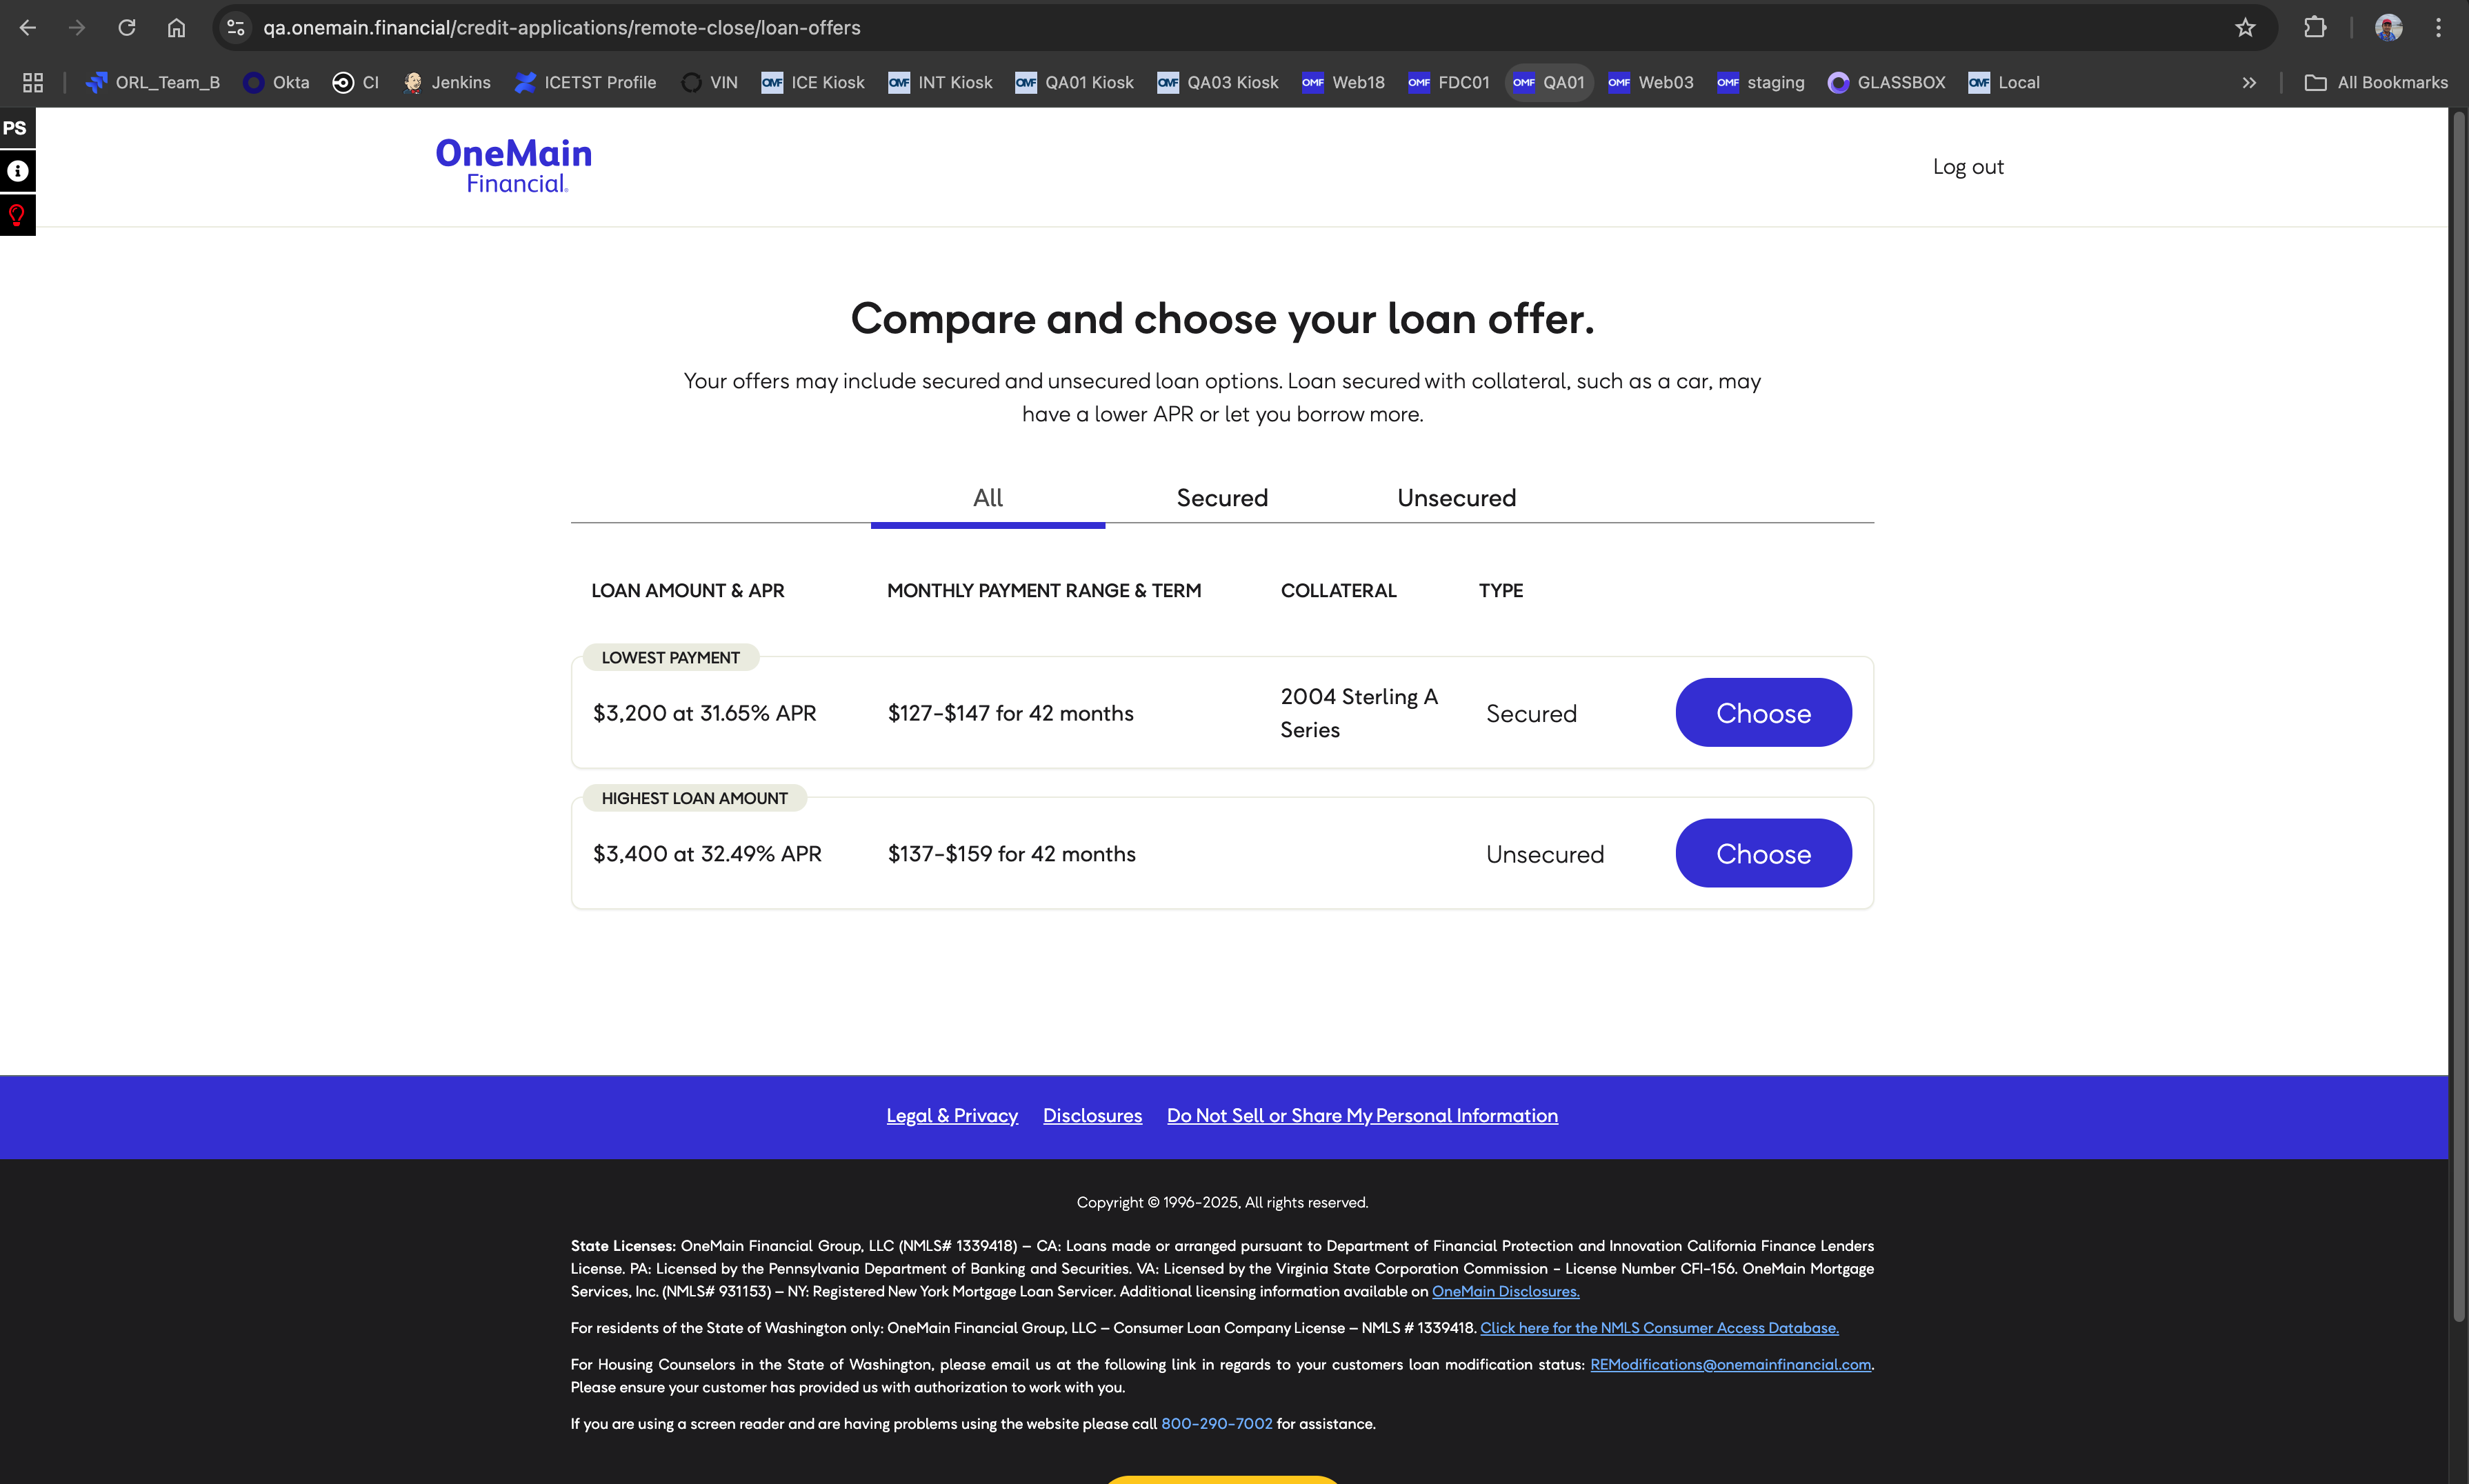 qa.onemain.financial/credit-applications/remote-close/loan-offers
ORL_Team_B Okta CI Jenkins ICETST Profile VIN OMF ICE Kiosk OMF INT Kiosk OMF QA01 Kiosk OMF QA03 Kiosk OMF Web18 OMF FDC01 OMF QA01 OMF Web03 OMF staging GLASSBOX OMF Local » All Bookmarks
PS
OneMain
Financial
Log out
Compare and choose your loan offer.
Your offers may include secured and unsecured loan options. Loan secured with collateral, such as a car, may
have a lower APR or let you borrow more.
All Secured Unsecured
LOAN AMOUNT & APR MONTHLY PAYMENT RANGE & TERM COLLATERAL TYPE
LOWEST PAYMENT
$3,200 at 31.65% APR $127-$147 for 42 months 2004 Sterling A
Series Secured Choose
HIGHEST LOAN AMOUNT
$3,400 at 32.49% APR $137-$159 for 42 months Unsecured Choose
Legal & Privacy Disclosures Do Not Sell or Share My Personal Information
Copyright © 1996-2025, All rights reserved.
State Licenses: OneMain Financial Group, LLC (NMLS# 1339418) – CA: Loans made or arranged pursuant to Department of Financial Protection and Innovation California Finance Lenders
License. PA: Licensed by the Pennsylvania Department of Banking and Securities. VA: Licensed by the Virginia State Corporation Commission - License Number CFI-156. OneMain Mortgage
Services, Inc. (NMLS# 931153) – NY: Registered New York Mortgage Loan Servicer. Additional licensing information available on OneMain Disclosures.
For residents of the State of Washington only: OneMain Financial Group, LLC – Consumer Loan Company License – NMLS # 1339418. Click here for the NMLS Consumer Access Database.
For Housing Counselors in the State of Washington, please email us at the following link in regards to your customers loan modification status: REModifications@onemainfinancial.com.
Please ensure your customer has provided us with authorization to work with you.
If you are using a screen reader and are having problems using the website please call 800-290-7002 for assistance.